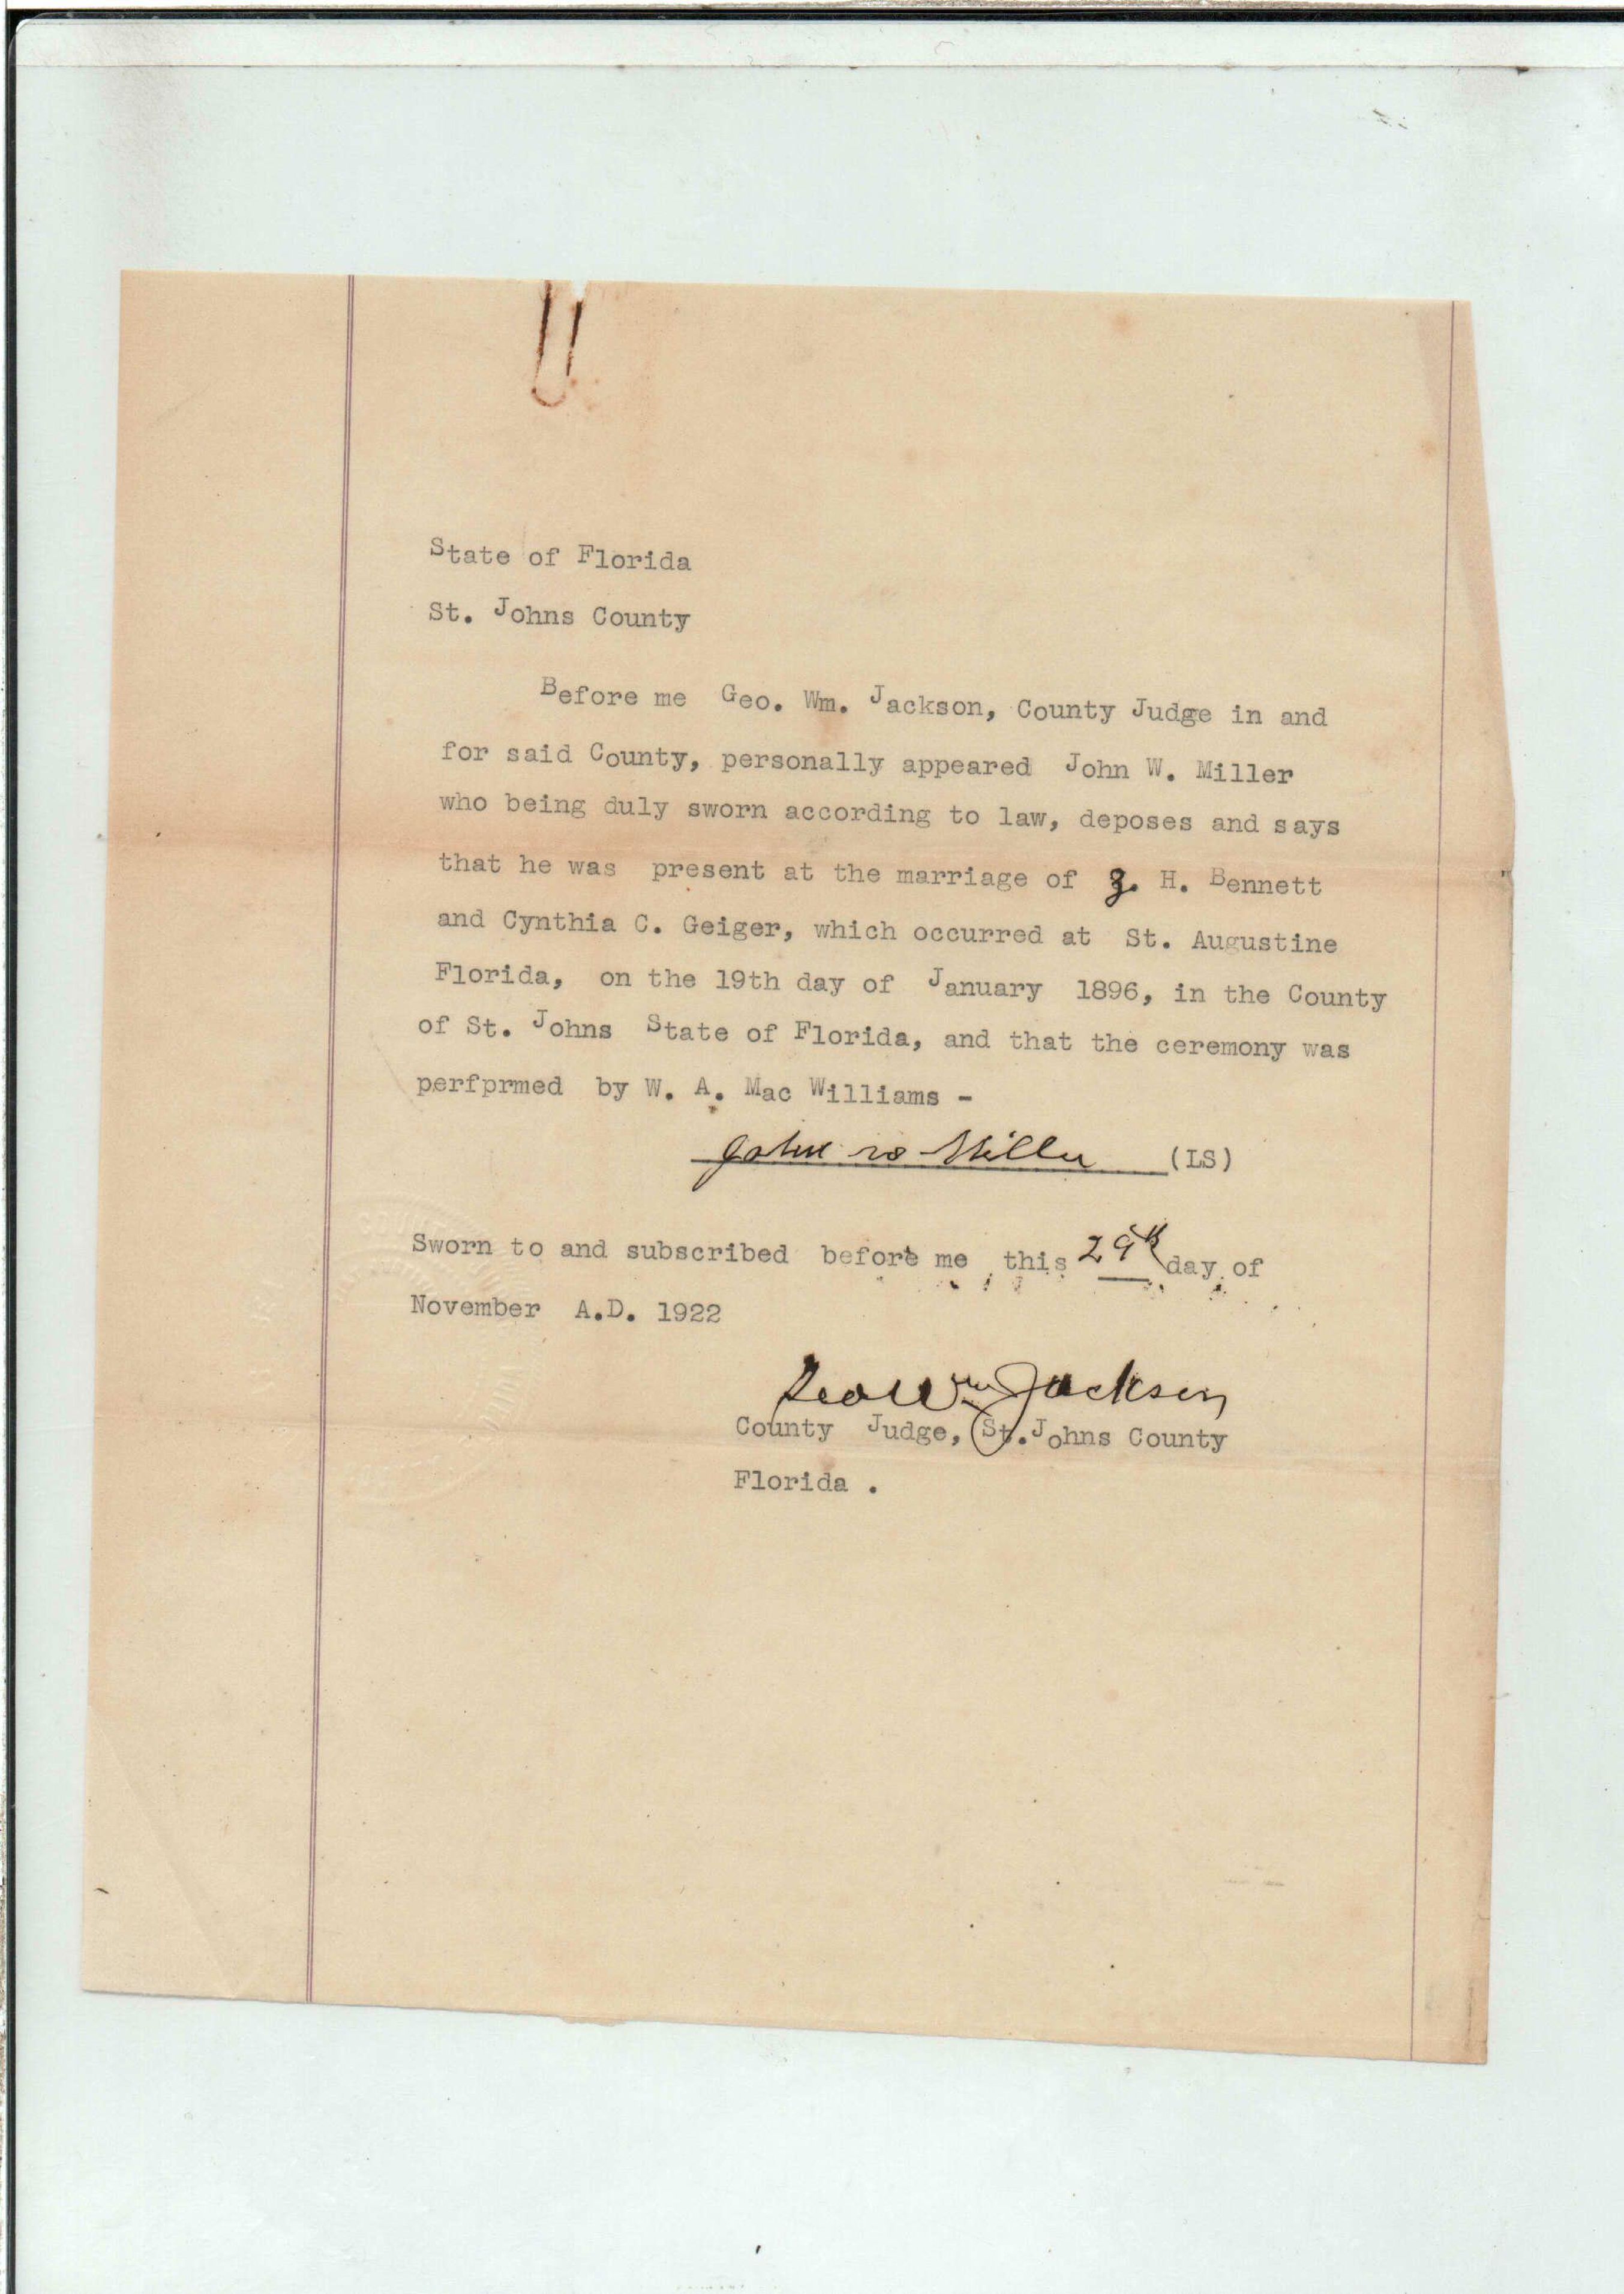 State of Florida
St. Johns County
Before me Geo. Wm. Jackson, County Judge in and
for said County, personally appeared John W. Miller
who being duly sworn according to law, deposes and says
that he was present at the marriage of Z. H. Bennett
and Cynthia C. Geiger, which occurred at St. Augustine
Florida, on the 19th day of January 1896, in the County
of St. Johns State of Florida, and that the ceremony was
perfprmed by W. A. Mac Williams -
John W Miller (LS)
Sworn to and subscribed before me this 29th day of
November A.D. 1922
Geo Wm Jackson
County Judge, St. Johns County
Florida .